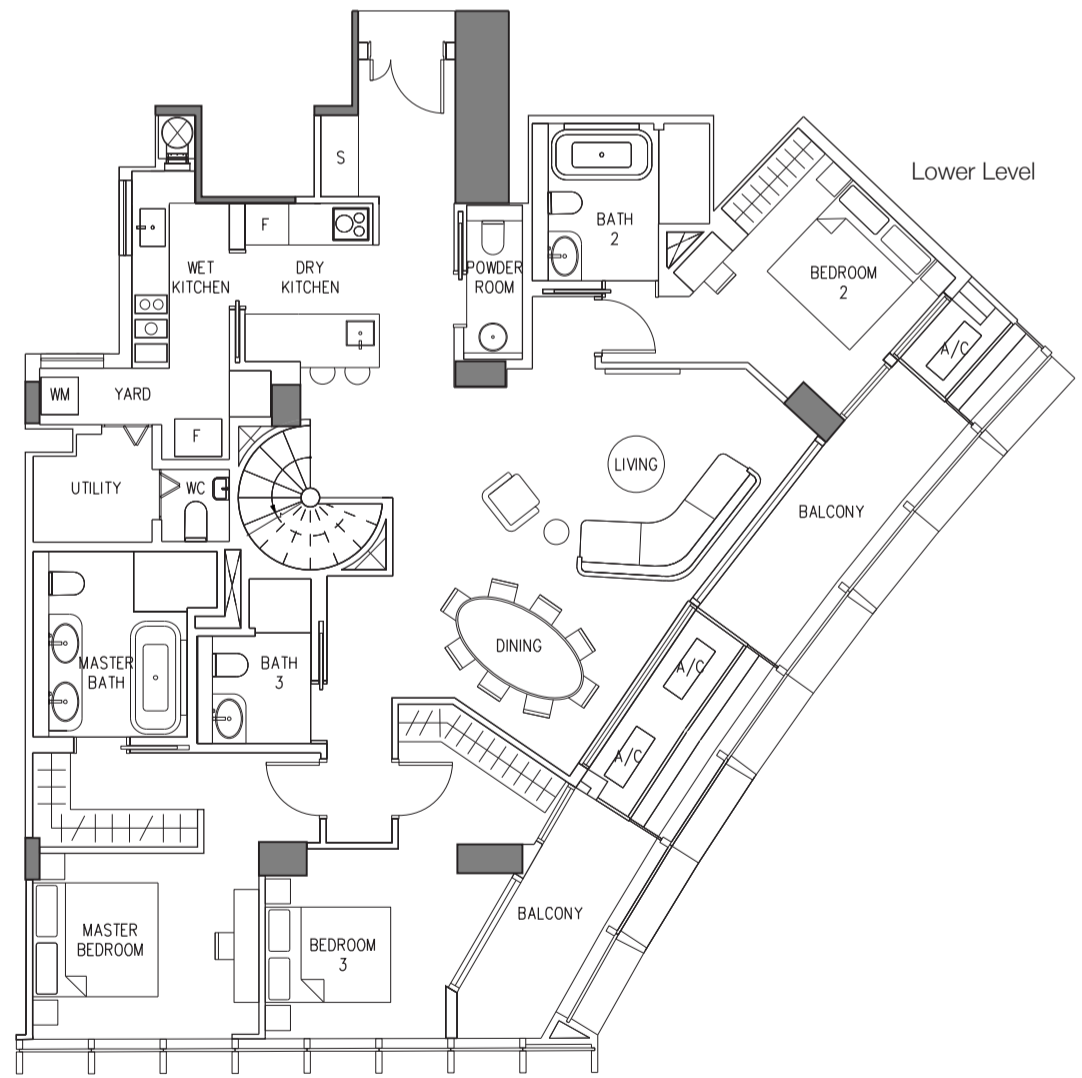 Lower Level
S
F
BATH
2
WET
KITCHEN
DRY
KITCHEN
POWDER
ROOM
BEDROOM
2
A/C
WM
YARD
F
LIVING
UTILITY
WC
BALCONY
DINING
MASTER
BATH
BATH
3
A/C
A/C
BALCONY
MASTER
BEDROOM
BEDROOM
3